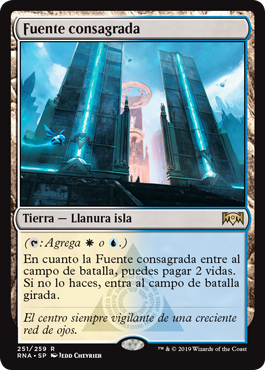 Fuente consagrada
Tierra — Llanura isla
(: Agrega o .)
En cuanto la Fuente consagrada entre al
campo de batalla, puedes pagar 2 vidas.
Si no lo haces, entra al campo de batalla
girada.
El centro siempre vigilante de una creciente
red de ojos.
251/259 R
RNA • SP JEDD CHEVRIER
™ & © 2019 Wizards of the Coast